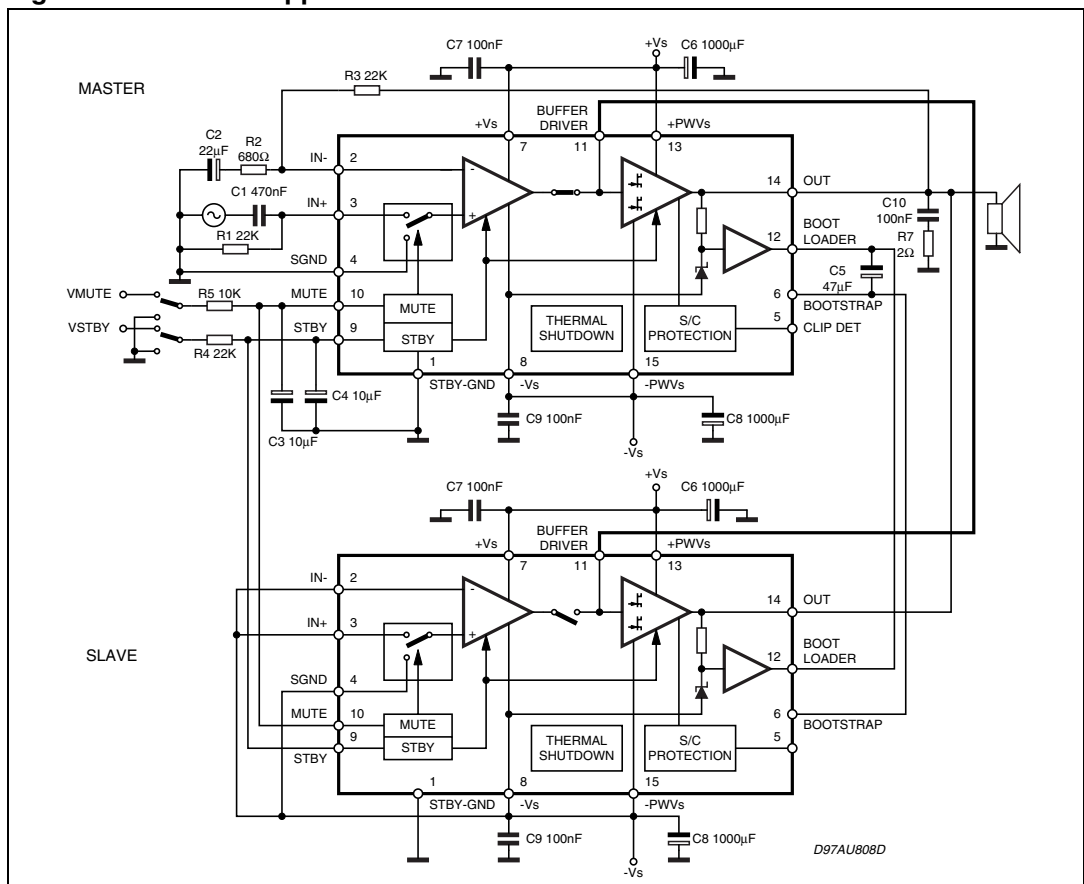 C7 100nF
+Vs
C6 1000μF
MASTER
R3 22K
BUFFER
DRIVER
+Vs
7
11
+PWVs
13
C2
22μF
R2
680Ω
IN-
2
-
14
OUT
C1 470nF
IN+
3
+
C10
100nF
R1 22K
SGND
4
12
BOOT
LOADER
R7
2Ω
C5
47μF
VMUTE
R5 10K
MUTE
10
MUTE
6
BOOTSTRAP
VSTBY
R4 22K
STBY
9
STBY
THERMAL
SHUTDOWN
S/C
PROTECTION
5
CLIP DET
1
STBY-GND
8
-Vs
15
-PWVs
C4 10μF
C3 10μF
C9 100nF
C8 1000μF
-Vs
+Vs
C7 100nF
C6 1000μF
BUFFER
DRIVER
+Vs
7
11
+PWVs
13
IN-
2
-
14
OUT
IN+
3
+
SLAVE
12
BOOT
LOADER
SGND
4
MUTE
10
MUTE
6
BOOTSTRAP
STBY
9
STBY
THERMAL
SHUTDOWN
S/C
PROTECTION
5
1
STBY-GND
8
-Vs
15
-PWVs
C9 100nF
C8 1000μF
-Vs
D97AU808D